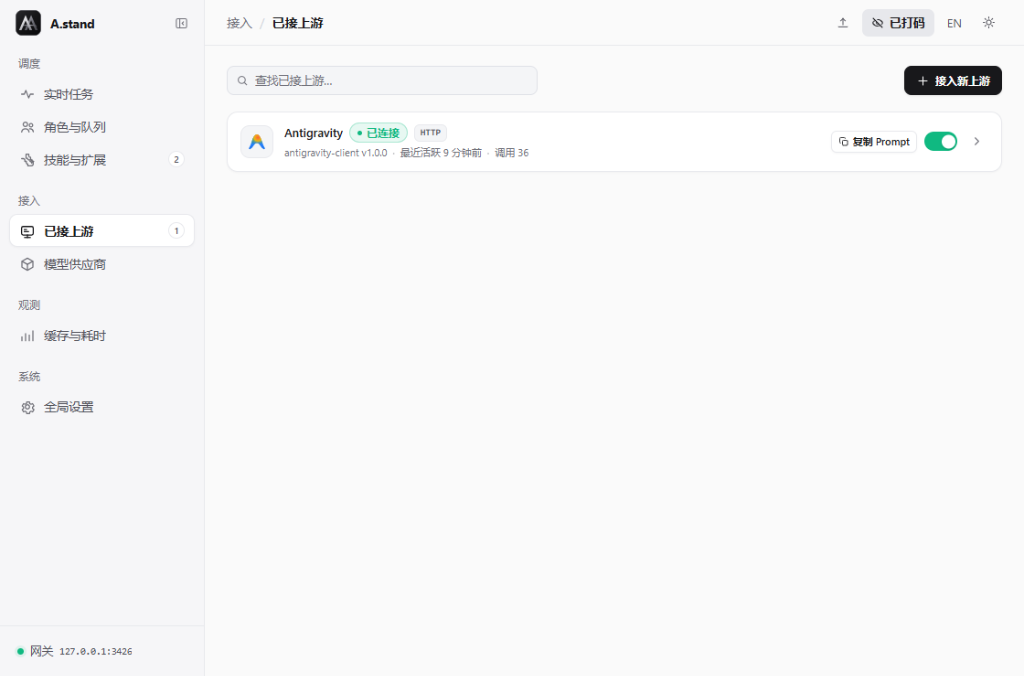 A.stand
调度
实时任务
角色与队列
技能与扩展 2
接入
已接上游 1
模型供应商
观测
缓存与耗时
系统
全局设置
网关 127.0.0.1:3426
接入 / 已接上游
已打码 EN
查找已接上游...
接入新上游
Antigravity 已连接 HTTP
antigravity-client v1.0.0 · 最近活跃 9 分钟前 · 调用 36
复制 Prompt